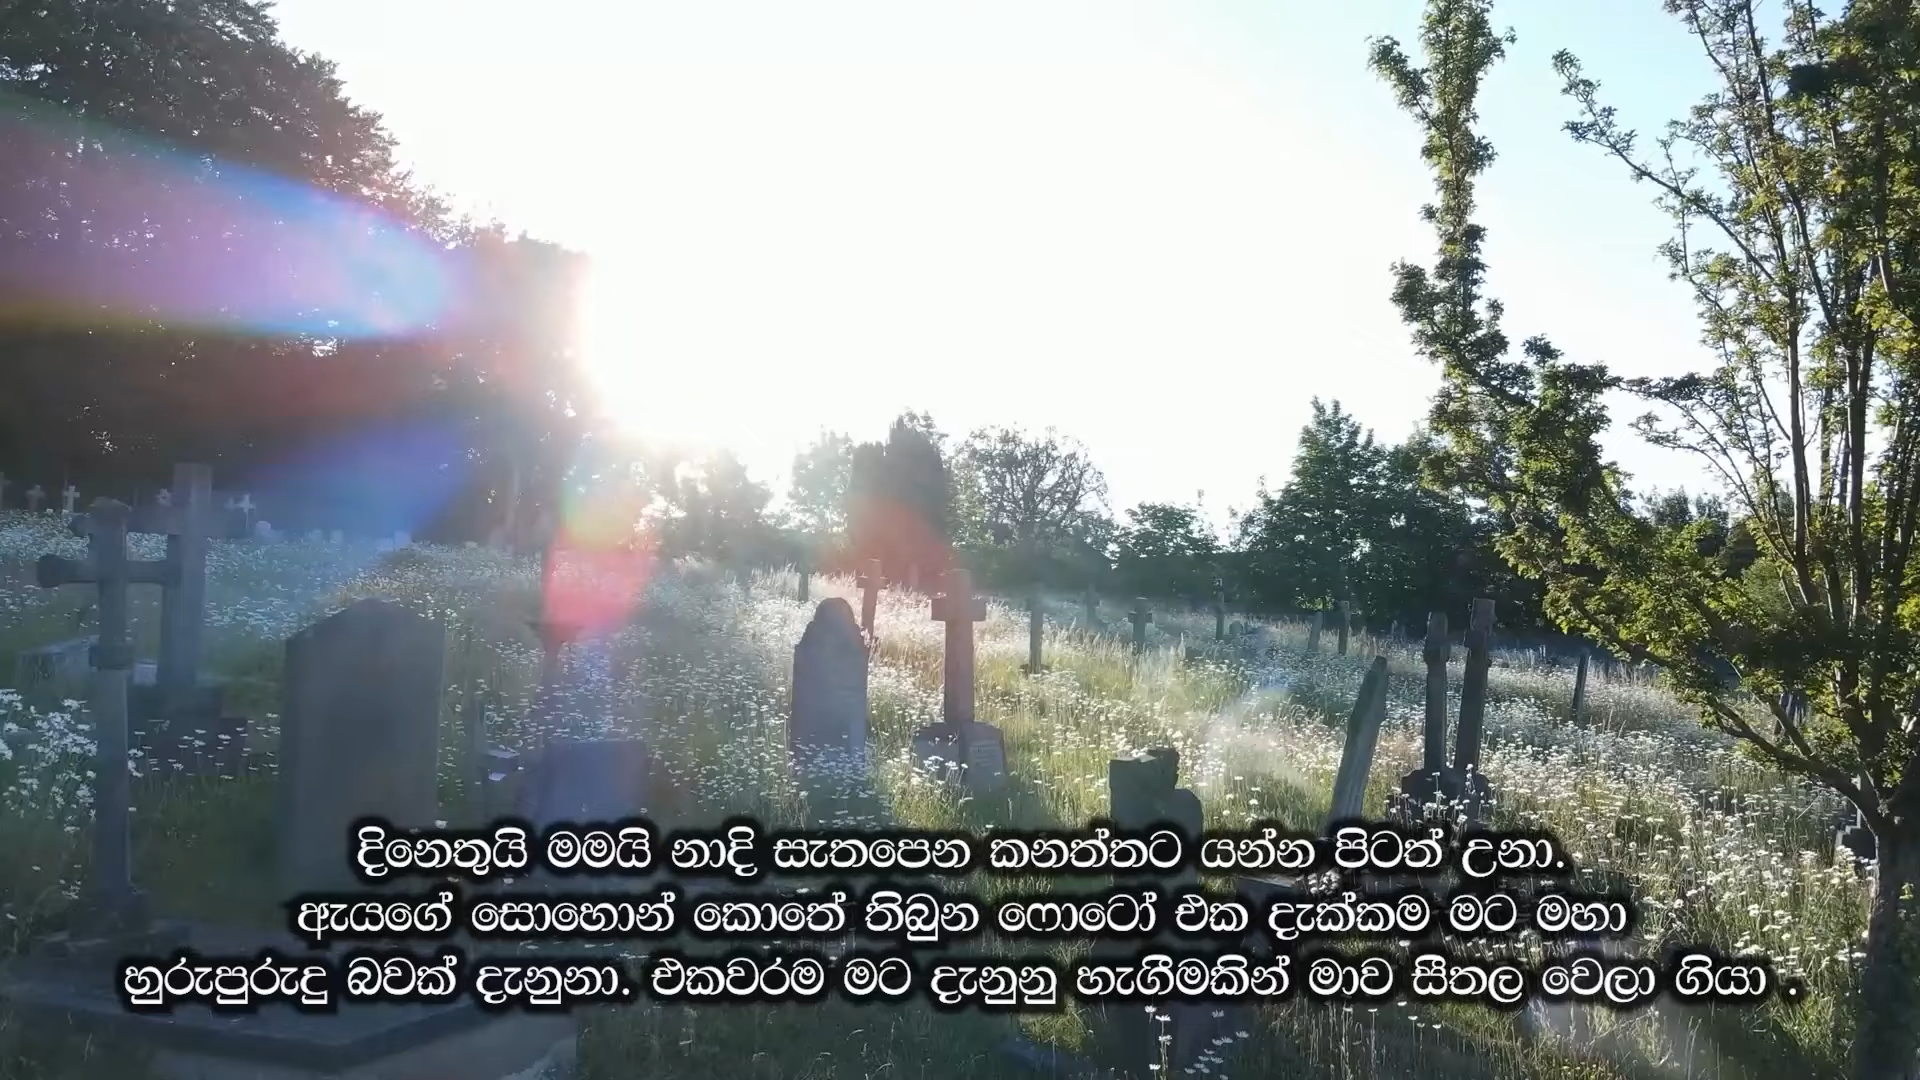 දිනෙතුයි මමයි නාදි සැතපෙන කනත්තට යන්න පිටත් උනා.
ඇයගේ සොහොන් කොතේ තිබුන ෆොටෝ එක දැක්කම මට මහා
හුරුපුරුදු බවක් දැනුනා. එකවරම මට දැනුනු හැගීමකින් මාව සීතල වෙලා ගියා .